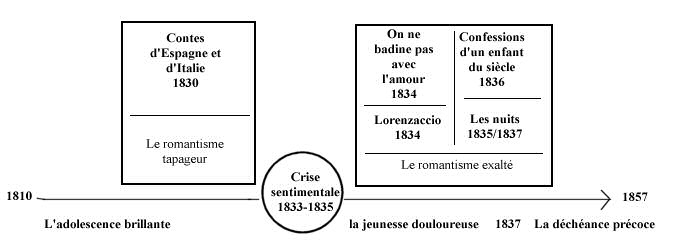 Contes
d'Espagne et
d'Italie
1830
Le romantisme
tapageur
On ne
badine pas
avec
l'amour
1834
Lorenzaccio
1834
Confessions
d'un enfant
du siècle
1836
Les nuits
1835/1837
Le romantisme exalté
Crise
sentimentale
1833-1835
1810
1857
L'adolescence brillante
la jeunesse douloureuse
1837
La déchéance précoce